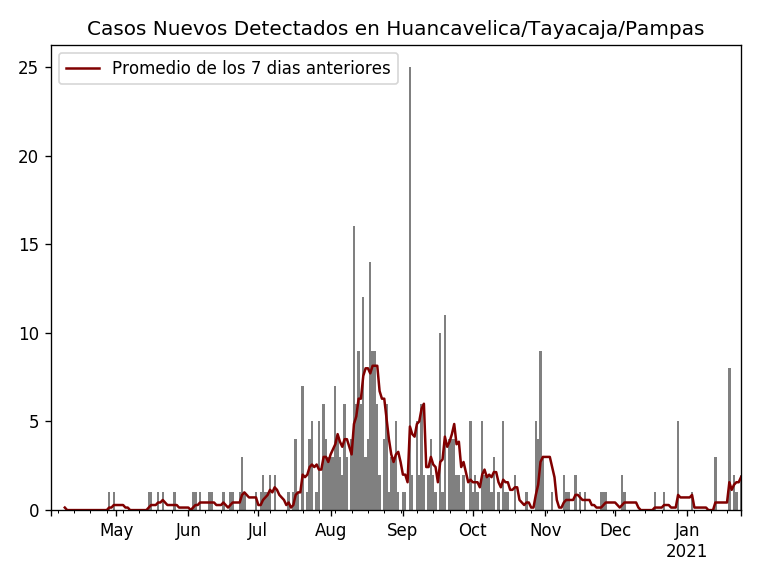 Casos Nuevos Detectados en Huancavelica/Tayacaja/Pampas
Promedio de los 7 dias anteriores
25
20
15
10
5
0
May Jun Jul Aug Sep Oct Nov Dec Jan
2021